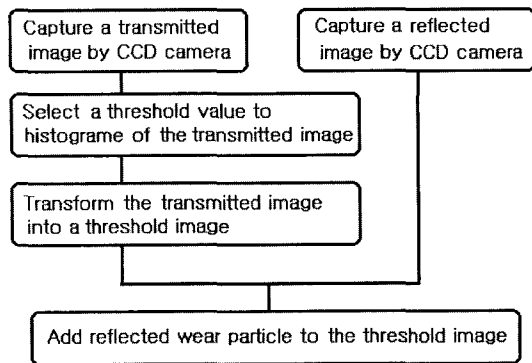 Capture a transmitted
image by CCD camera
Capture a reflected
image by CCD camera
Select a threshold value to
histograme of the transmitted image
Transform the transmitted image
into a threshold image
Add reflected wear particle to the threshold image